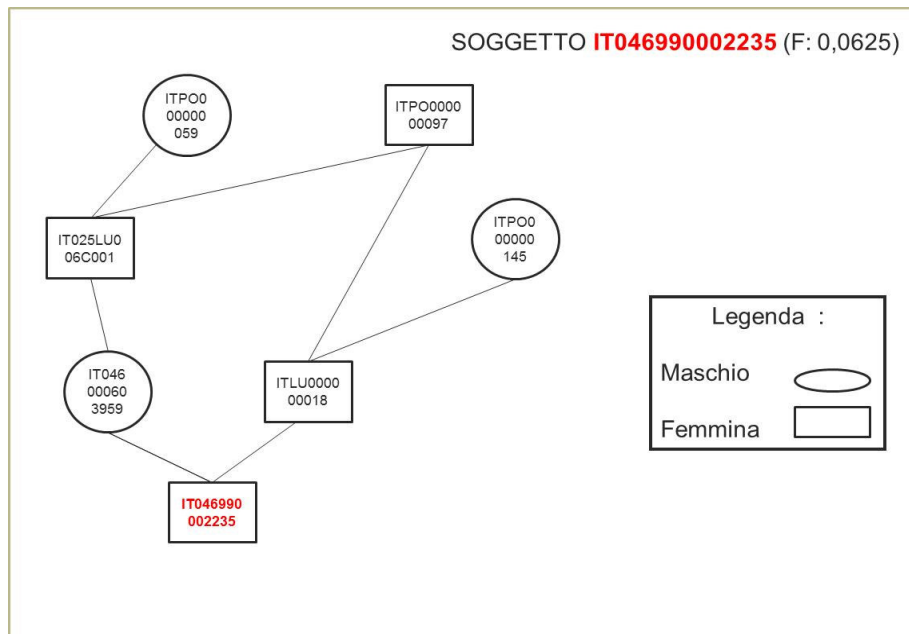 SOGGETTO IT046990002235 (F: 0,0625)
ITPO0
00000
059
ITPO0000
00097
IT025LU0
06C001
ITPO0
00000
145
IT046
00060
3959
ITLU0000
00018
IT046990
002235
Legenda :
Maschio
Femmina